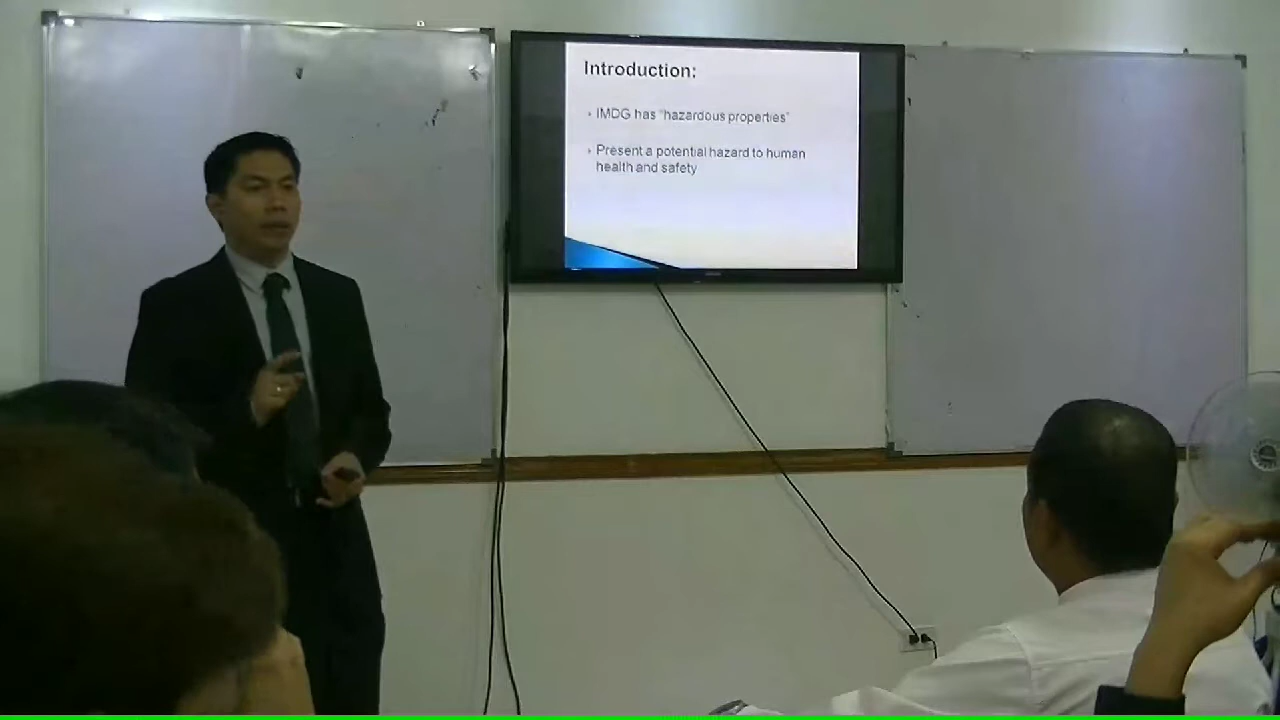 Introduction:
IMDG has "hazardous properties"
Present a potential hazard to human
health and safety